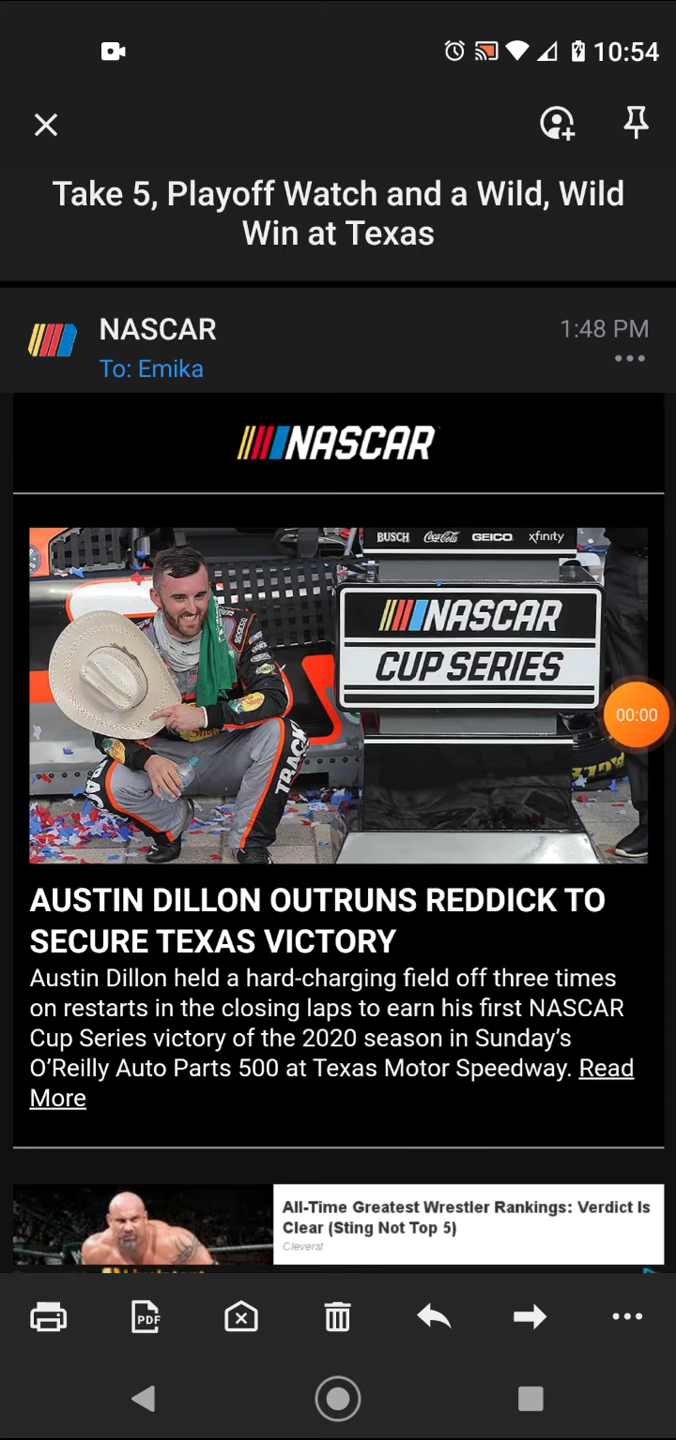 10:54
Take 5, Playoff Watch and a Wild, Wild
Win at Texas
NASCAR
1:48 PM
To: Emika
NASCAR
BUSCH Coca-Cola GEICO xfinity
NASCAR
CUP SERIES
TRACK
00:00
AUSTIN DILLON OUTRUNS REDDICK TO
SECURE TEXAS VICTORY
Austin Dillon held a hard-charging field off three times
on restarts in the closing laps to earn his first NASCAR
Cup Series victory of the 2020 season in Sunday’s
O’Reilly Auto Parts 500 at Texas Motor Speedway. Read
More
All-Time Greatest Wrestler Rankings: Verdict Is
Clear (Sting Not Top 5)
Cleverst
PDF